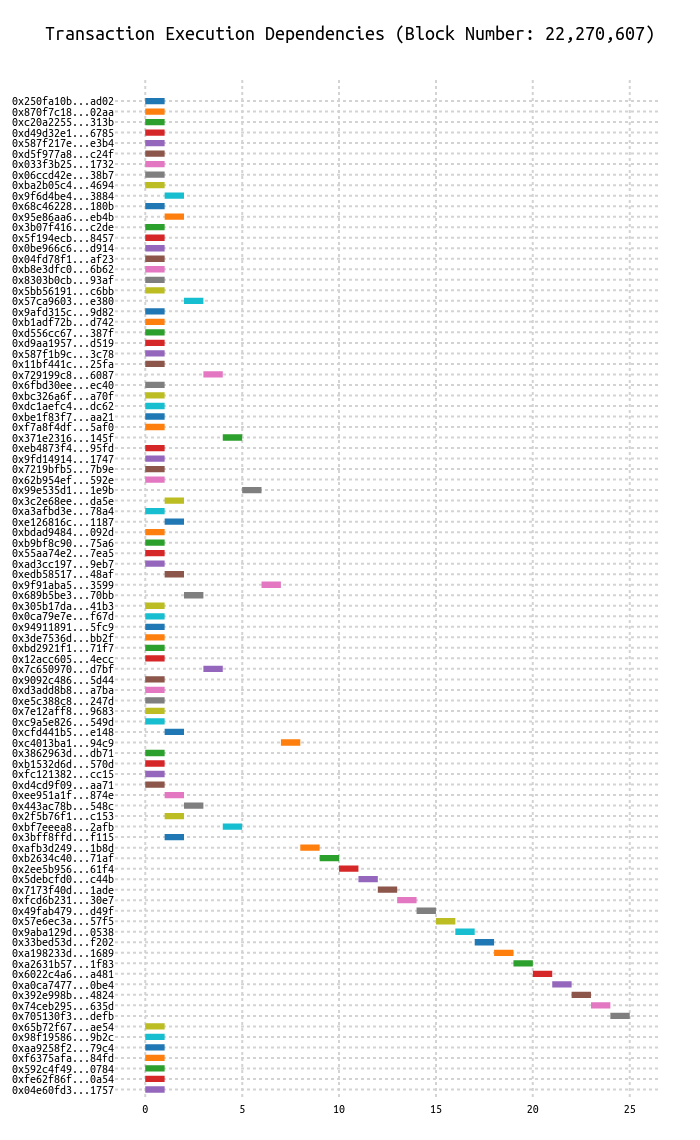 Transaction Execution Dependencies (Block Number: 22,270,607)
0x250fa10b...ad02
0x870f7c18...02aa
0xc20a2255...313b
0xd49d32e1...6785
0x587f217e...e3b4
0xd5f977a8...c24f
0x033f3b25...1732
0x06ccd42e...38b7
0xba2b05c4...4694
0x9f6d4be4...3884
0x68c46228...180b
0x95e86aa6...eb4b
0x3b07f416...c2de
0x5f194ecb...8457
0x0be966c6...d914
0x04fd78f1...af23
0xb8e3dfc0...6b62
0x8303b0cb...93af
0x5bb56191...c6bb
0x57ca9603...e380
0x9afd315c...9d82
0xb1adf72b...d742
0xd556cc67...387f
0xd9aa1957...d519
0x587f1b9c...3c78
0x11bf441c...25fa
0x729199c8...6087
0x6fbd30ee...ec40
0xbc326a6f...a70f
0xdc1aefc4...dc62
0xbe1f83f7...aa21
0xf7a8f4df...5af0
0x371e2316...145f
0xeb4873f4...95fd
0x9fd14914...1747
0x7219bfb5...7b9e
0x62b954ef...592e
0x99e535d1...1e9b
0x3c2e68ee...da5e
0xa3afbd3e...78a4
0xe126816c...1187
0xbdad9484...092d
0xb9bf8c90...75a6
0x55aa74e2...7ea5
0xad3cc197...9eb7
0xedb58517...48af
0x9f91aba5...3599
0x689b5be3...70bb
0x305b17da...41b3
0x0ca79e7e...f67d
0x94911891...5fc9
0x3de7536d...bb2f
0xbd2921f1...71f7
0x12acc605...4ecc
0x7c650970...d7bf
0x9092c486...5d44
0xd3add8b8...a7ba
0xe5c388c8...247d
0x7e12aff8...9683
0xc9a5e826...549d
0xcfd441b5...e148
0xc4013ba1...94c9
0x3862963d...db71
0xb1532d6d...570d
0xfc121382...cc15
0xd4cd9f09...aa71
0xee951a1f...874e
0x443ac78b...548c
0x2f5b76f1...c153
0xbf7eeea8...2afb
0x3bff8ffd...f115
0xafb3d249...1b8d
0xb2634c40...71af
0x2ee5b956...61f4
0x5debcfd0...c44b
0x7173f40d...1ade
0xfcd6b231...30e7
0x49fab479...d49f
0x57e6ec3a...57f5
0x9aba129d...0538
0x33bed53d...f202
0xa198233d...1689
0xa2631b57...1f83
0x6022c4a6...a481
0xa0ca7477...0be4
0x392e998b...4824
0x74ceb295...635d
0x705130f3...defb
0x65b72f67...ae54
0x98f19586...9b2c
0xaa9258f2...79c4
0xf6375afa...84fd
0x592c4f49...0784
0xfe62f86f...0a54
0x04e60fd3...1757
0 5 10 15 20 25